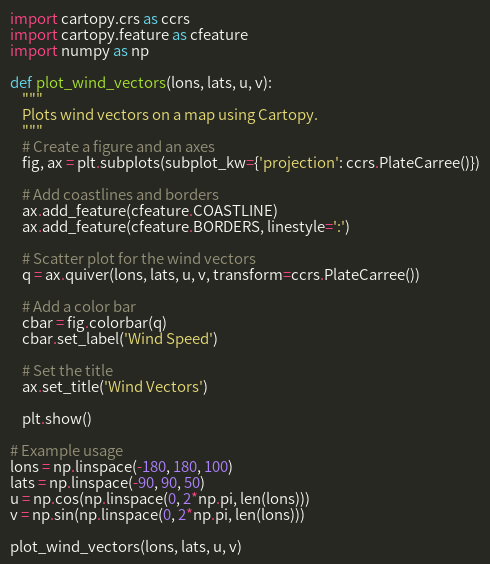 import cartopy.crs as ccrs
import cartopy.feature as cfeature
import numpy as np

def plot_wind_vectors(lons, lats, u, v):
    """
    Plots wind vectors on a map using Cartopy.
    """
    # Create a figure and an axes
    fig, ax = plt.subplots(subplot_kw={'projection': ccrs.PlateCarree()})

    # Add coastlines and borders
    ax.add_feature(cfeature.COASTLINE)
    ax.add_feature(cfeature.BORDERS, linestyle=':')

    # Scatter plot for the wind vectors
    q = ax.quiver(lons, lats, u, v, transform=ccrs.PlateCarree())

    # Add a color bar
    cbar = fig.colorbar(q)
    cbar.set_label('Wind Speed')

    # Set the title
    ax.set_title('Wind Vectors')

    plt.show()

# Example usage
lons = np.linspace(-180, 180, 100)
lats = np.linspace(-90, 90, 50)
u = np.cos(np.linspace(0, 2*np.pi, len(lons)))
v = np.sin(np.linspace(0, 2*np.pi, len(lons)))

plot_wind_vectors(lons, lats, u, v)